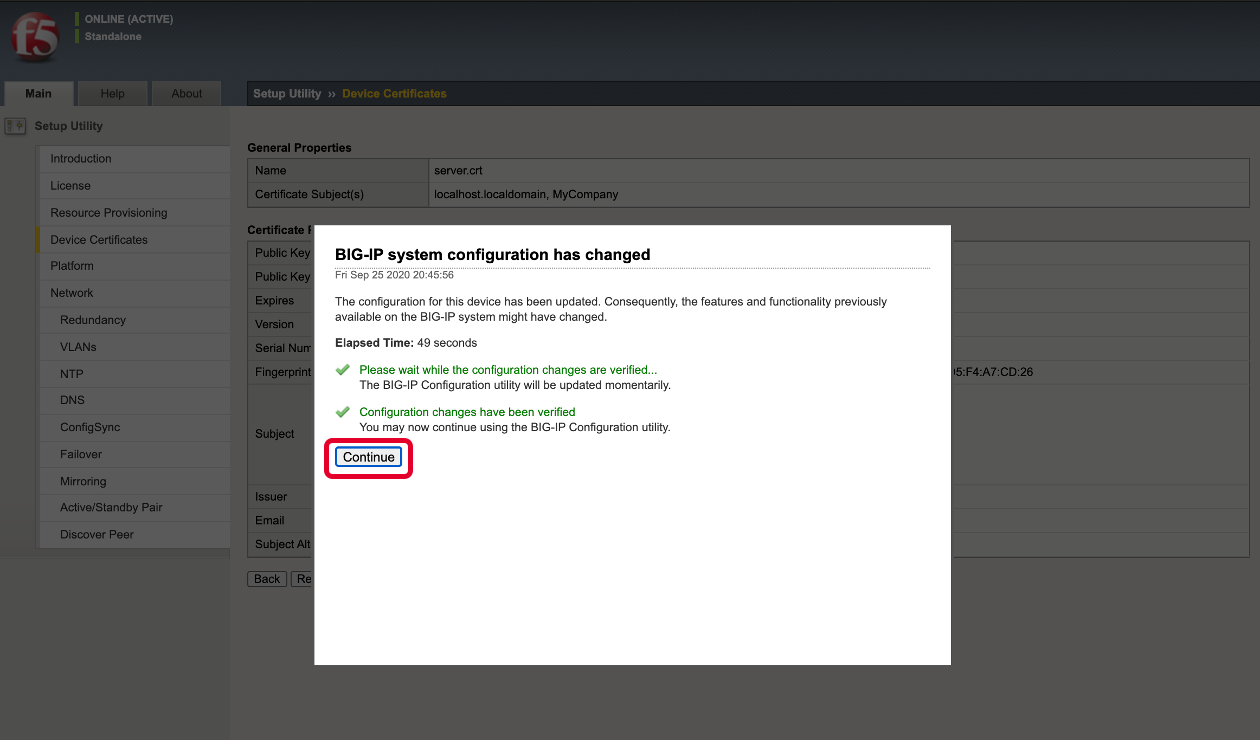 f5
ONLINE (ACTIVE)
Standalone
Main
Help
About
Setup Utility
Introduction
License
Resource Provisioning
Device Certificates
Platform
Network
Redundancy
VLANs
NTP
DNS
ConfigSync
Failover
Mirroring
Active/Standby Pair
Discover Peer
Setup Utility ›› Device Certificates
General Properties
Name server.crt
Certificate Subject(s) localhost.localdomain, MyCompany
Certificate
Public Key
Public Key
Expires
Version
Serial Num
Fingerprint 95:F4:A7:CD:26
Subject
Issuer
Email
Subject Alt
Back Re
BIG-IP system configuration has changed
Fri Sep 25 2020 20:45:56
The configuration for this device has been updated. Consequently, the features and functionality previously
available on the BIG-IP system might have changed.
Elapsed Time: 49 seconds
Please wait while the configuration changes are verified...
The BIG-IP Configuration utility will be updated momentarily.
Configuration changes have been verified
You may now continue using the BIG-IP Configuration utility.
Continue